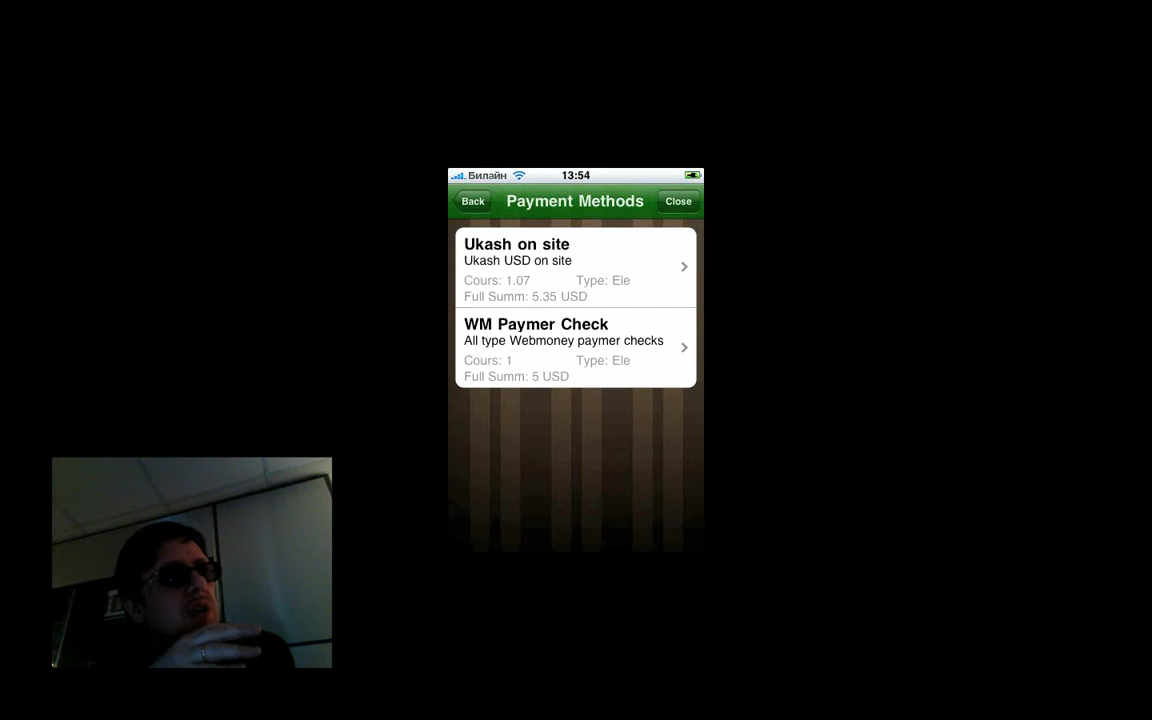 Билайн 13:54
Back Payment Methods Close
Ukash on site
Ukash USD on site
Cours: 1.07 Type: Ele
Full Summ: 5.35 USD
WM Paymer Check
All type Webmoney paymer checks
Cours: 1 Type: Ele
Full Summ: 5 USD